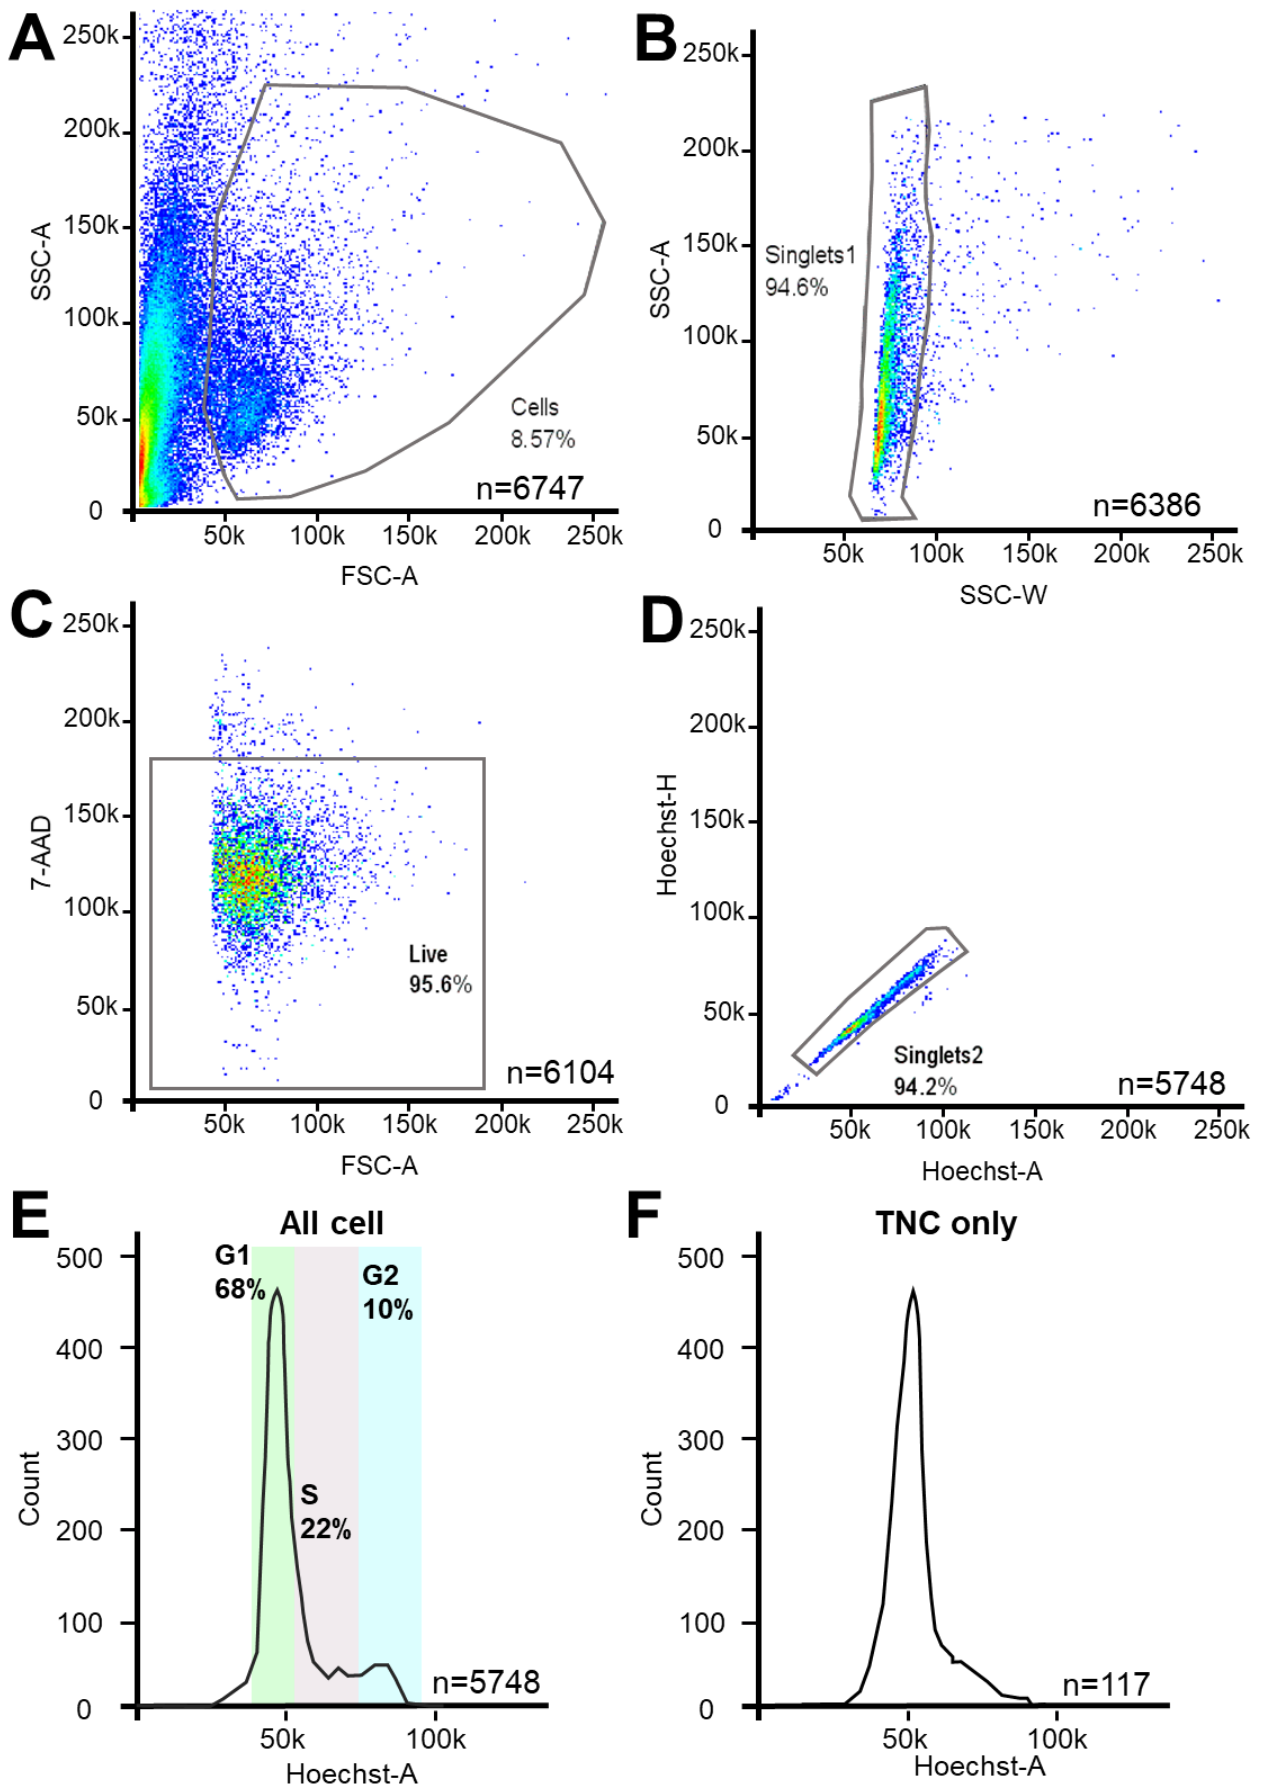 A
250k
200k
150k
100k
50k
0
SSC-A
Cells
8.57%
n=6747
50k 100k 150k 200k 250k
FSC-A
B
250k
200k
150k
100k
50k
0
SSC-A
Singlets1
94.6%
n=6386
50k 100k 150k 200k 250k
SSC-W
C
250k
200k
150k
100k
50k
0
7-AAD
Live
95.6%
n=6104
50k 100k 150k 200k 250k
FSC-A
D
250k
200k
150k
100k
50k
0
Hoechst-H
Singlets2
94.2%
n=5748
50k 100k 150k 200k 250k
Hoechst-A
E
All cell
500
400
300
200
100
0
Count
G1
68%
G2
10%
S
22%
n=5748
50k 100k
Hoechst-A
F
TNC only
500
400
300
200
100
0
Count
n=117
50k 100k
Hoechst-A